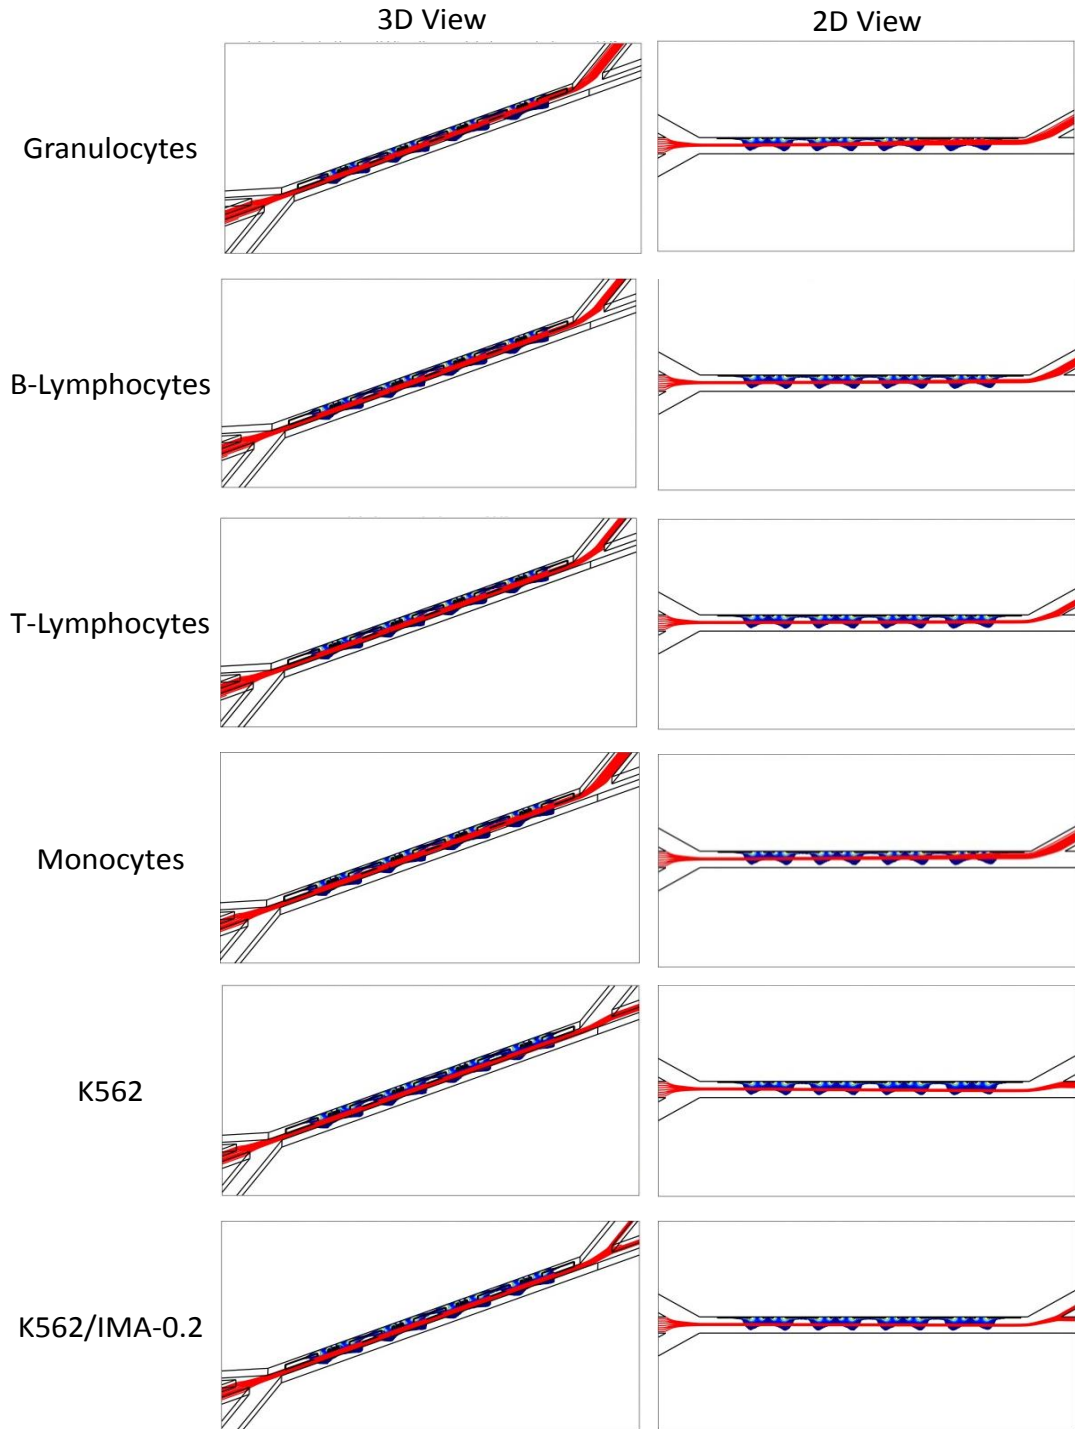 3D View
2D View
Granulocytes
B-Lymphocytes
T-Lymphocytes
Monocytes
K562
K562/IMA-0.2